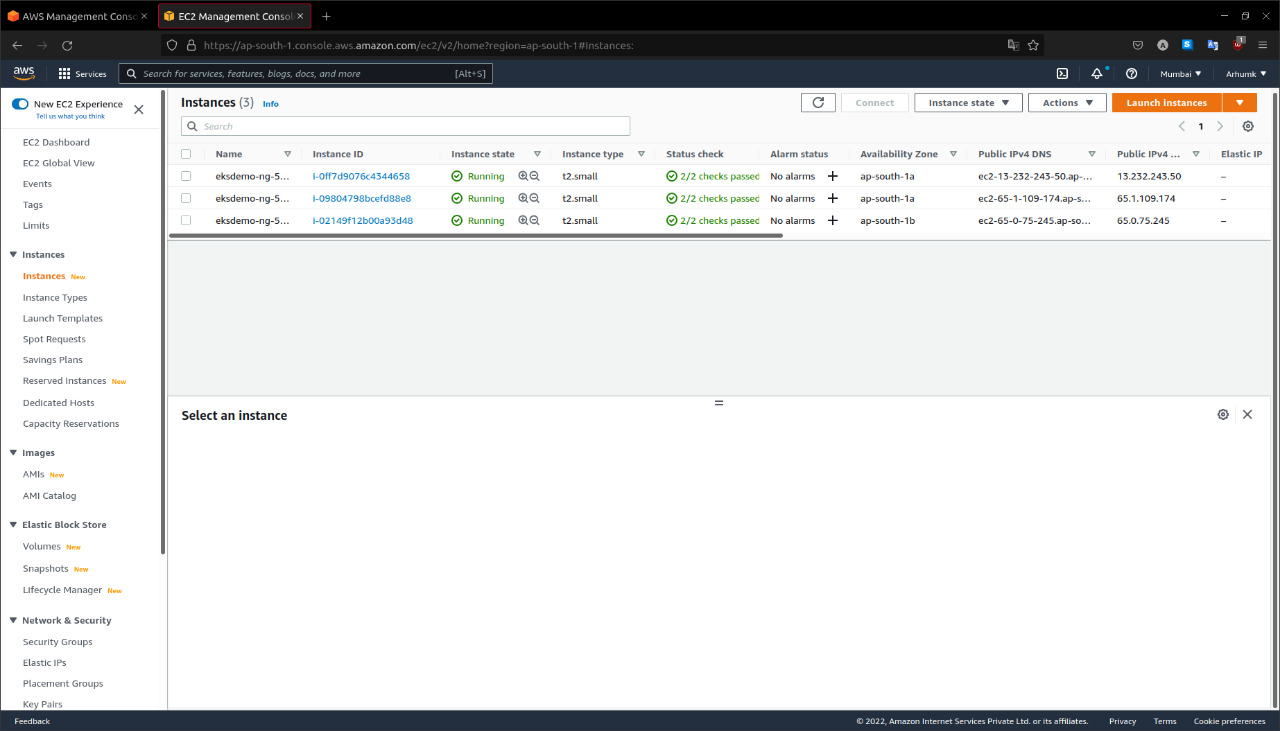 AWS Management Conso
EC2 Management Consol
https://ap-south-1.console.aws.amazon.com/ec2/v2/home?region=ap-south-1#Instances:
A
S
1
aws
Services
Search for services, features, blogs, docs, and more
[Alt+S]
Mumbai
Arhumk
New EC2 Experience
Tell us what you think
EC2 Dashboard
EC2 Global View
Events
Tags
Limits
Instances
Instances New
Instance Types
Launch Templates
Spot Requests
Savings Plans
Reserved Instances New
Dedicated Hosts
Capacity Reservations
Images
AMIs New
AMI Catalog
Elastic Block Store
Volumes New
Snapshots New
Lifecycle Manager New
Network & Security
Security Groups
Elastic IPs
Placement Groups
Key Pairs
Instances (3) Info
Connect
Instance state
Actions
Launch instances
Search
1
Name Instance ID Instance state Instance type Status check Alarm status Availability Zone Public IPv4 DNS Public IPv4 ... Elastic IP
eksdemo-ng-5... i-0ff7d9076c4344658 Running t2.small 2/2 checks passed No alarms + ap-south-1a ec2-13-232-243-50.ap-... 13.232.243.50 –
eksdemo-ng-5... i-09804798bcefd88e8 Running t2.small 2/2 checks passed No alarms + ap-south-1a ec2-65-1-109-174.ap-s... 65.1.109.174 –
eksdemo-ng-5... i-02149f12b00a93d48 Running t2.small 2/2 checks passed No alarms + ap-south-1b ec2-65-0-75-245.ap-so... 65.0.75.245 –
Select an instance
Feedback
© 2022, Amazon Internet Services Private Ltd. or its affiliates.
Privacy
Terms
Cookie preferences